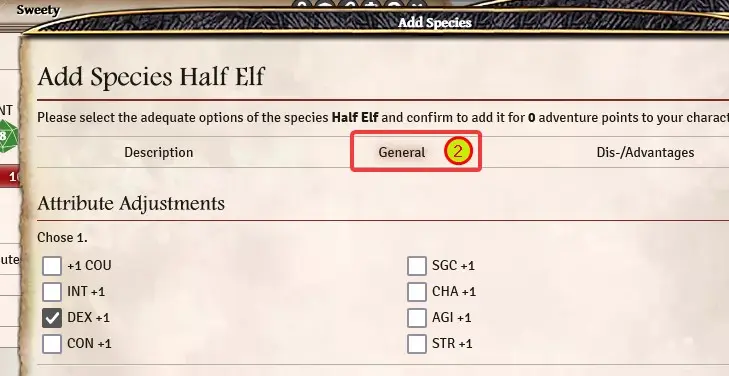 Sweety
Add Species
Add Species Half Elf
NT
8
Please select the adequate options of the species Half Elf and confirm to add it for 0 adventure points to your charact
Description
General
2
Dis-/Advantages
Attribute Adjustments
Chose 1.
+1 COU
SGC +1
INT +1
CHA +1
DEX +1
AGI +1
CON +1
STR +1